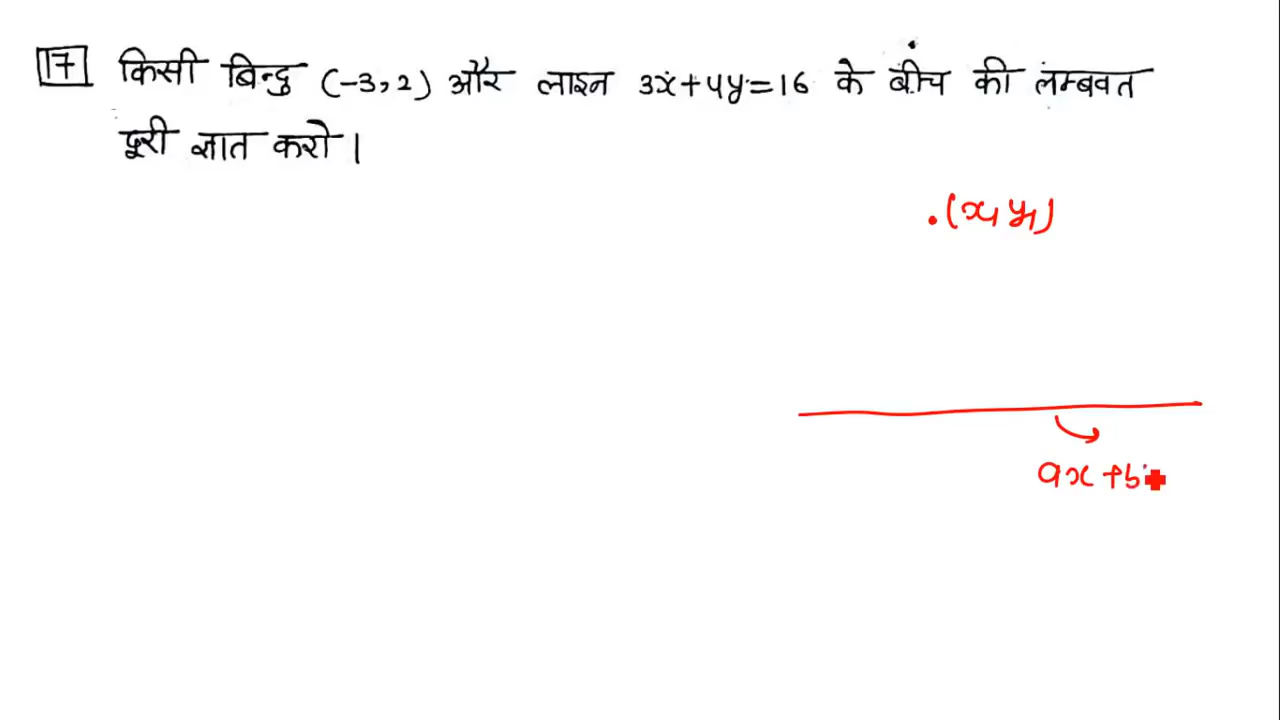 17 किसी बिन्दु (-3,2) और लाइन 3x+4y=16 के बीच की लम्बवत
दूरी ज्ञात करो।
(x₁ y₁)
ax+b